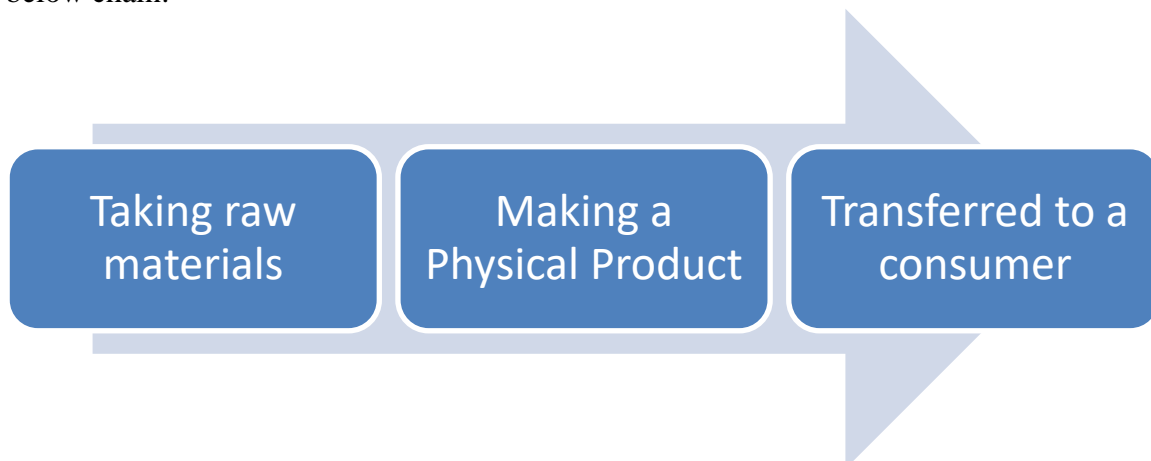 Taking raw
materials
Making a
Physical Product
Transferred to a
consumer